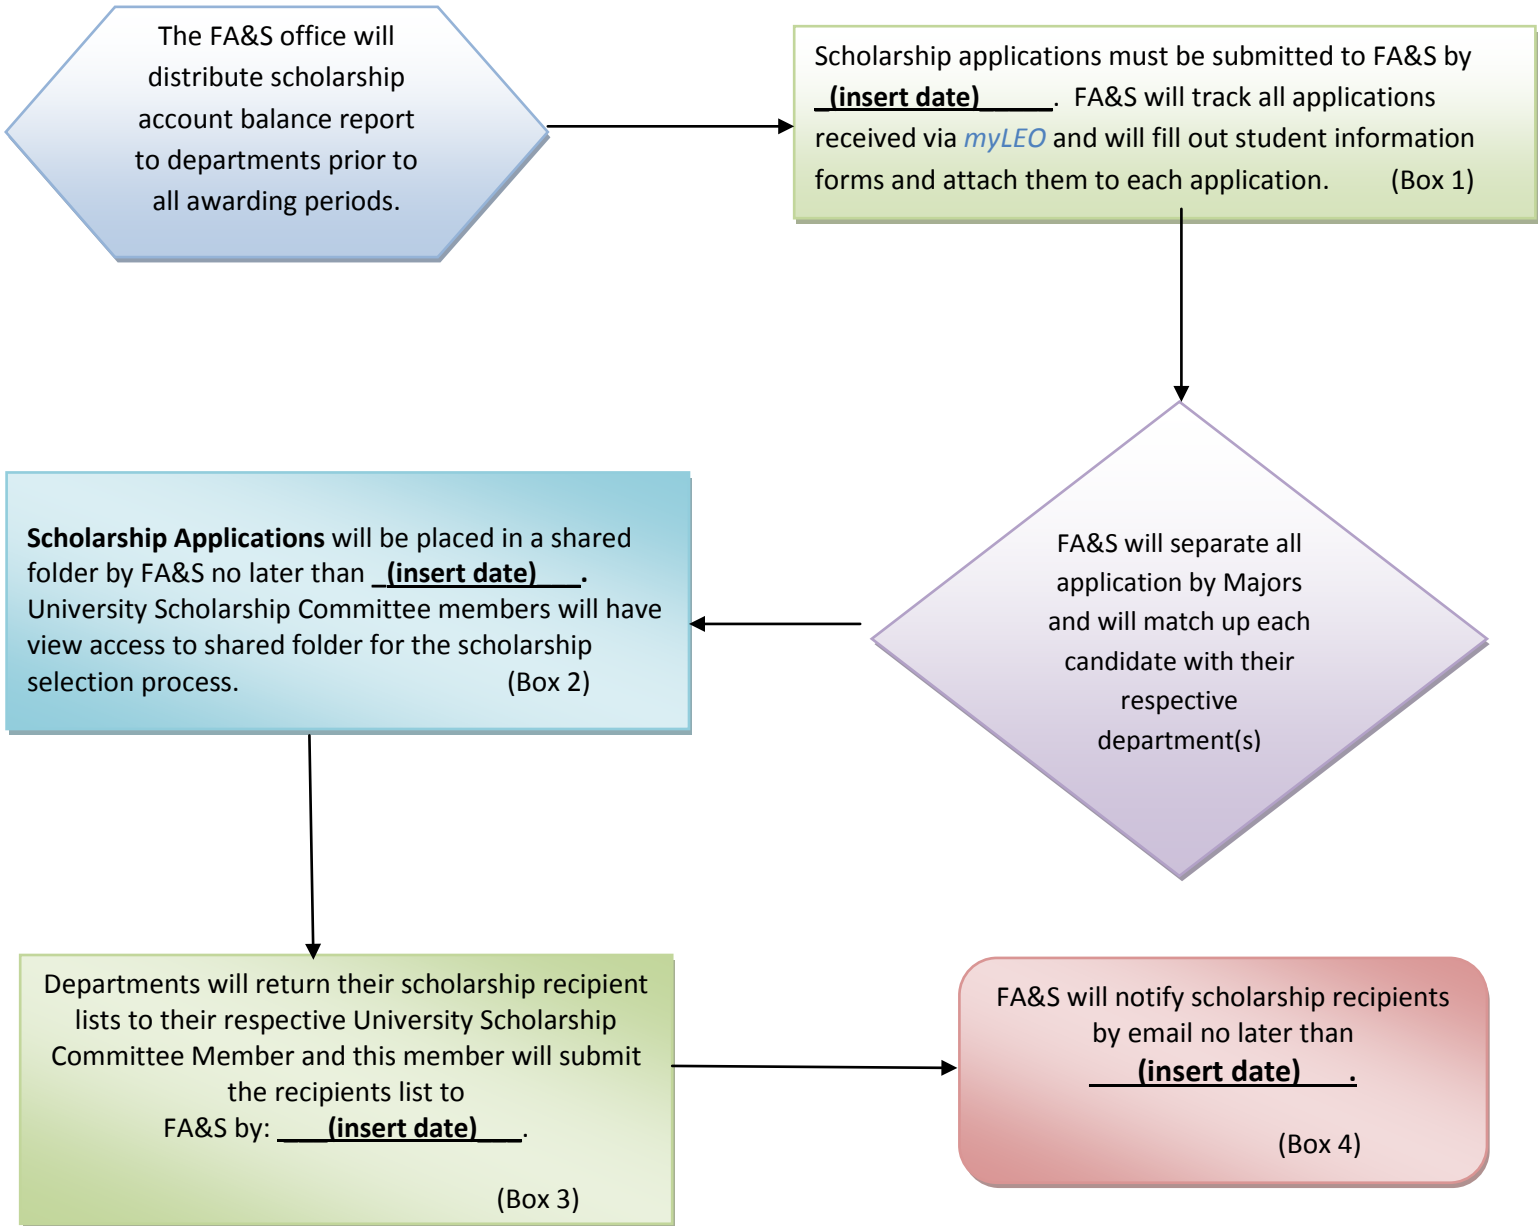 The FA&S office will
distribute scholarship
account balance report
to departments prior to
all awarding periods.
Scholarship applications must be submitted to FA&S by
_(insert date)_____. FA&S will track all applications
received via myLEO and will fill out student information
forms and attach them to each application. (Box 1)
FA&S will separate all
application by Majors
and will match up each
candidate with their
respective
department(s)
Scholarship Applications will be placed in a shared
folder by FA&S no later than _(insert date)___.
University Scholarship Committee members will have
view access to shared folder for the scholarship
selection process. (Box 2)
Departments will return their scholarship recipient
lists to their respective University Scholarship
Committee Member and this member will submit
the recipients list to
FA&S by: ____(insert date)___.
(Box 3)
FA&S will notify scholarship recipients
by email no later than
____(insert date)____.
(Box 4)